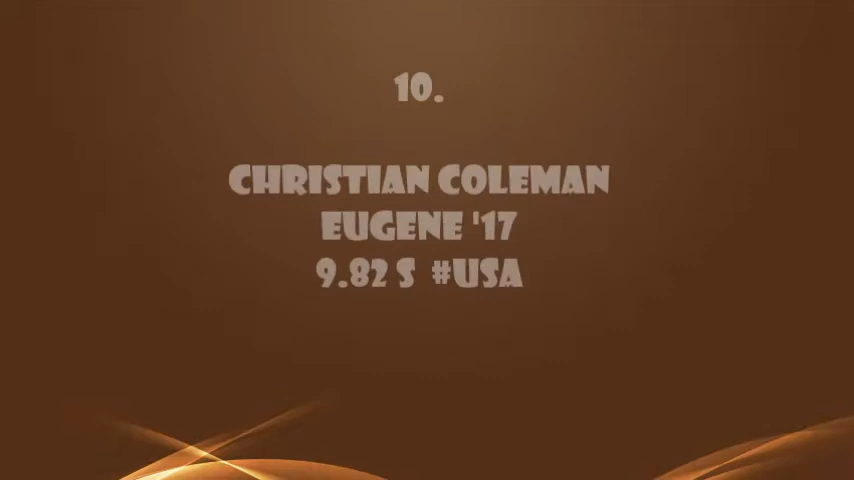 10.
CHRISTIAN COLEMAN
EUGENE '17
9.82 S #USA